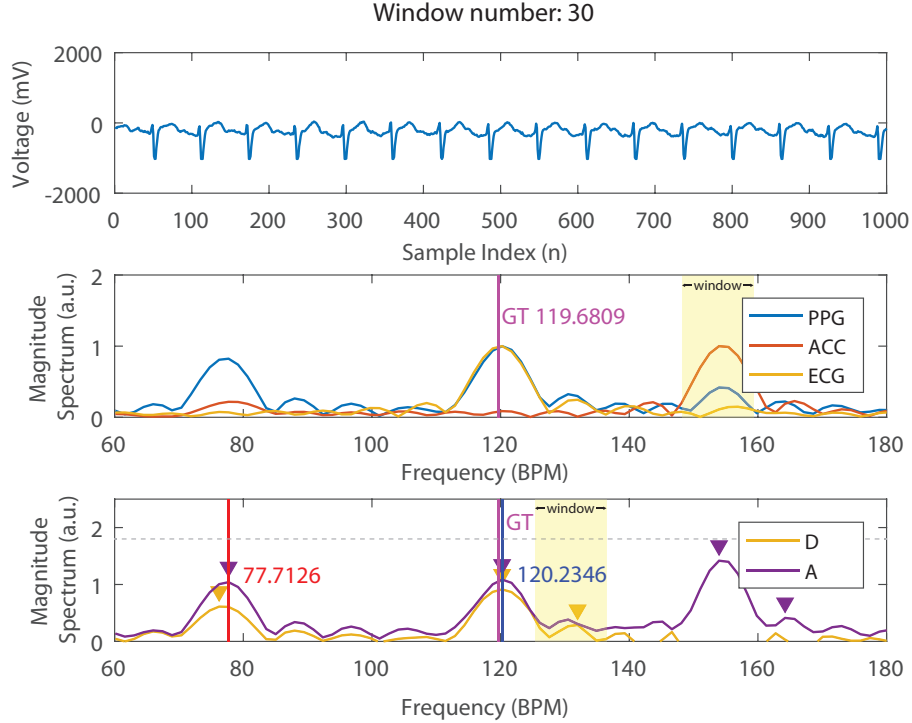 Window number: 30
Voltage (mV)
2000
0
-2000
0 100 200 300 400 500 600 700 800 900 1000
Sample Index (n)
Magnitude
Spectrum (a.u.)
2
1
0
window
GT 119.6809
PPG
ACC
ECG
60 80 100 120 140 160 180
Frequency (BPM)
Magnitude
Spectrum (a.u.)
2
1
0
window
GT
77.7126
120.2346
D
A
60 80 100 120 140 160 180
Frequency (BPM)